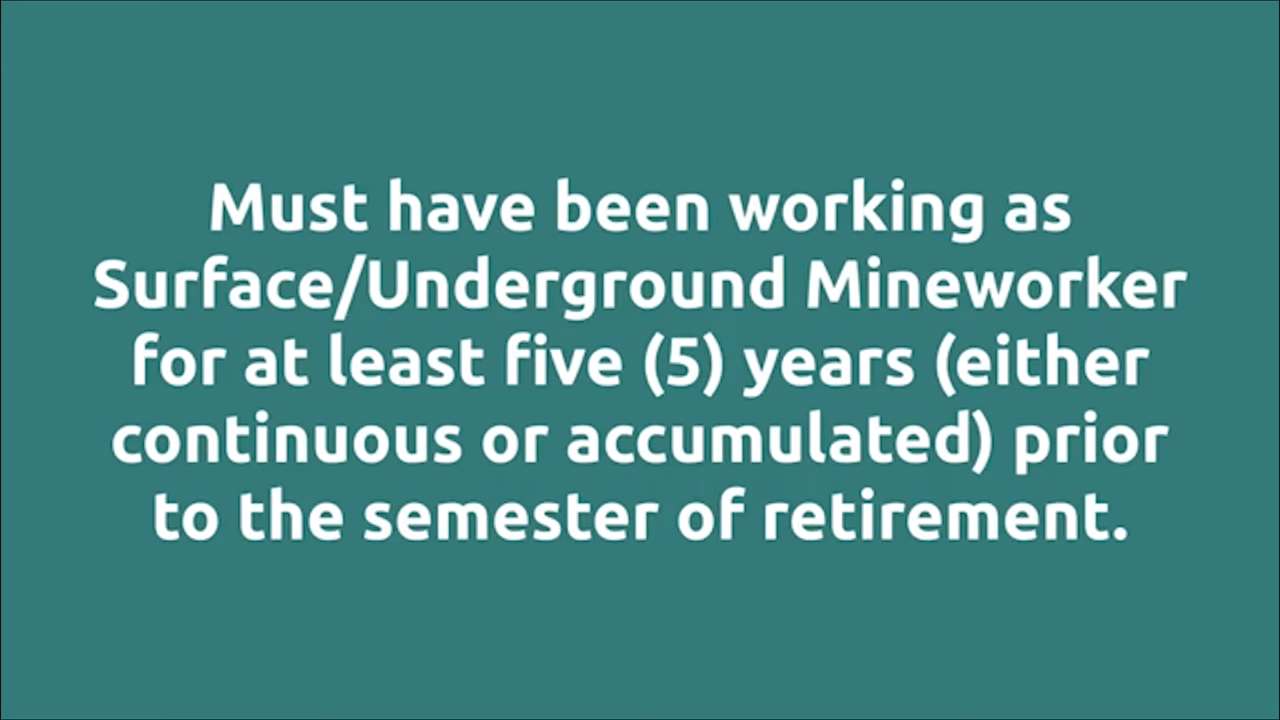 Must have been working as
Surface/Underground Mineworker
for at least five (5) years (either
continuous or accumulated) prior
to the semester of retirement.